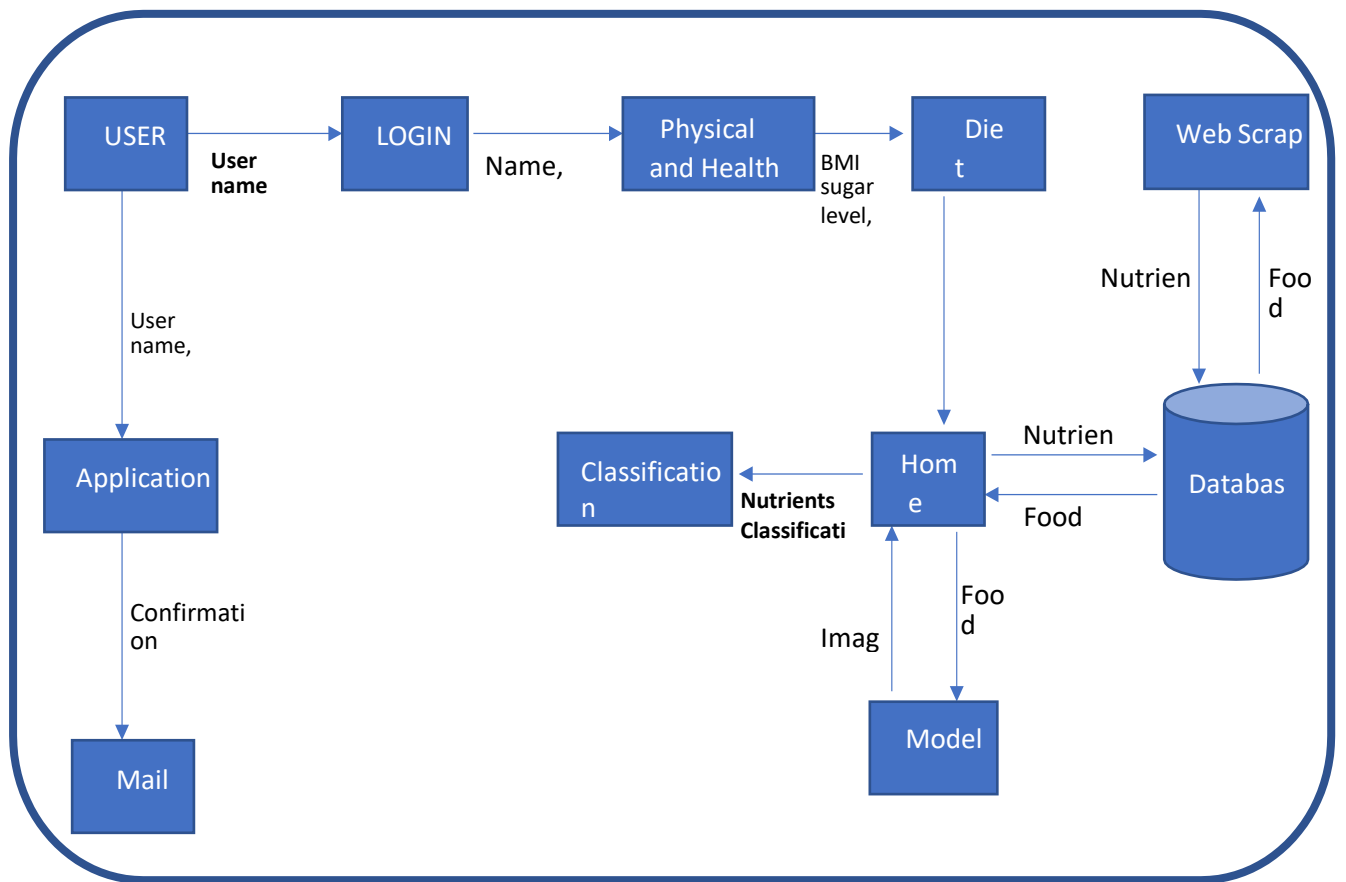 USER
User
name
LOGIN
Name,
Physical
and Health
BMI
sugar
level,
Die
t
Web Scrap
Nutrien
Foo
d
User
name,
Application
Classificatio
n
Nutrients
Classificati
Hom
e
Nutrien
Food
Databas
Confirmati
on
Imag
Foo
d
Mail
Model